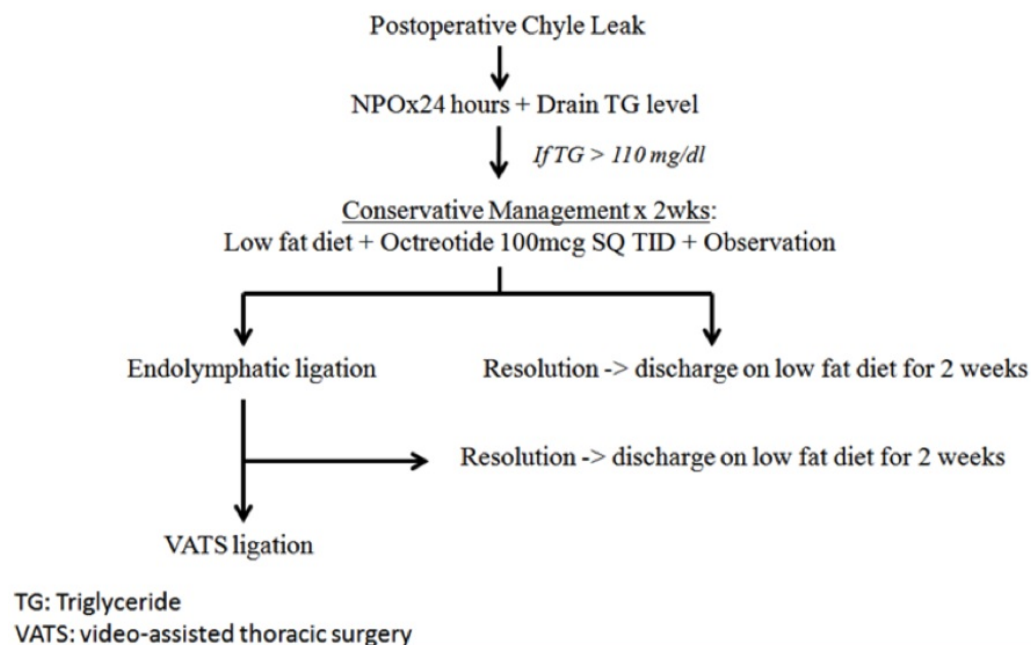 Postoperative Chyle Leak
NPOx24 hours + Drain TG level
If TG > 110 mg/dl
Conservative Management x 2wks:
Low fat diet + Octreotide 100mcg SQ TID + Observation
Endolymphatic ligation
Resolution -> discharge on low fat diet for 2 weeks
Resolution -> discharge on low fat diet for 2 weeks
VATS ligation
TG: Triglyceride
VATS: video-assisted thoracic surgery